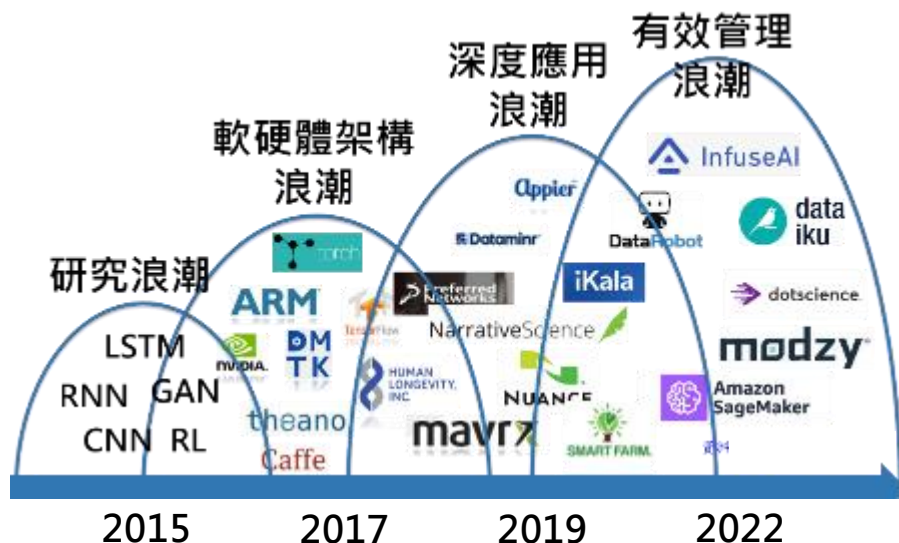 有效管理
浪潮
深度應用
浪潮
軟硬體架構
浪潮
研究浪潮
InfuseAI
Appier
data
iku
DataRobot
Dataminr
torch
iKala
Preferred
Networks
dotscience
ARM
TensorFlow
NarrativeScience
LSTM
NVIDIA.
DM
TK
HUMAN
LONGEVITY,
INC.
modzy
RNN
GAN
NUANCE
Amazon
SageMaker
theano
mavrx
CNN
RL
SMART FARM.
Caffe
2015
2017
2019
2022